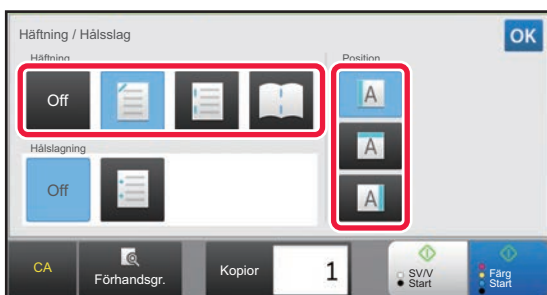 Häftning / Hålsslag
OK
Häftning
Position
Off
A
A
A
Hålslagning
Off
CA
Förhandsgr.
Kopior
1
SV/V
Start
Färg
Start